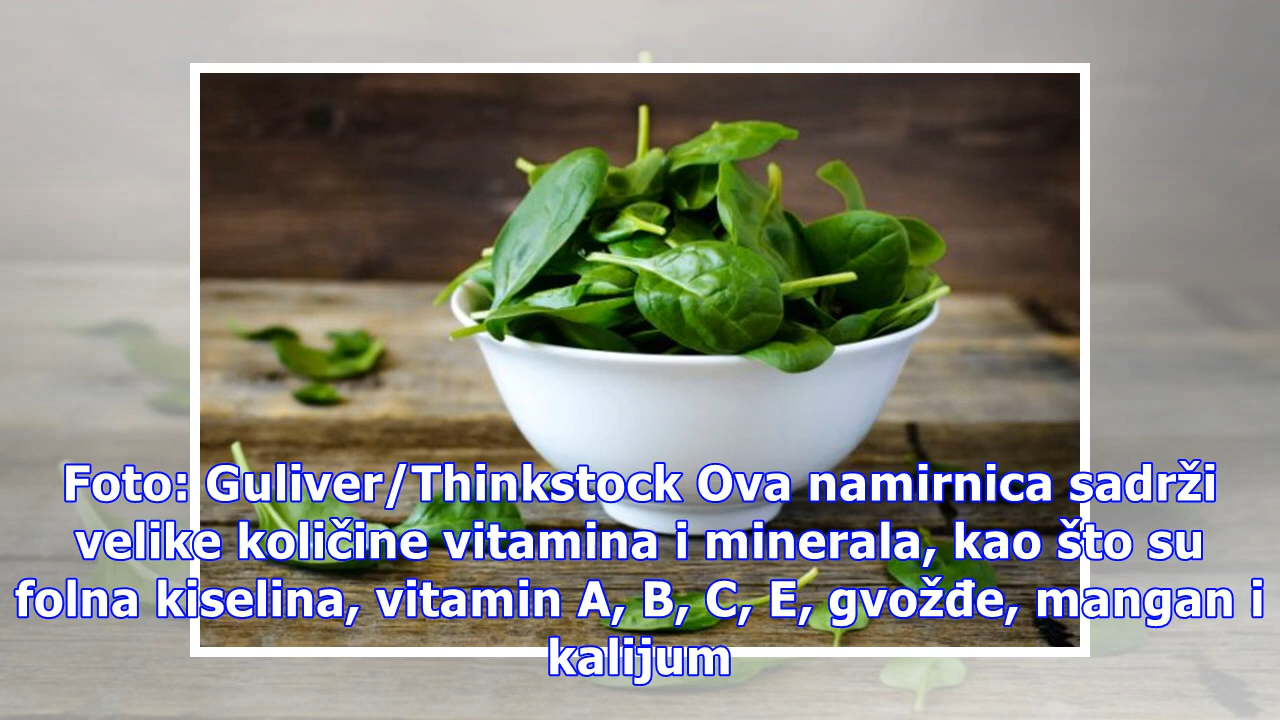 Foto: Guliver/Thinkstock Ova namirnica sadrži
velike količine vitamina i minerala, kao što su
folna kiselina, vitamin A, B, C, E, gvožđe, mangan i
kalijum